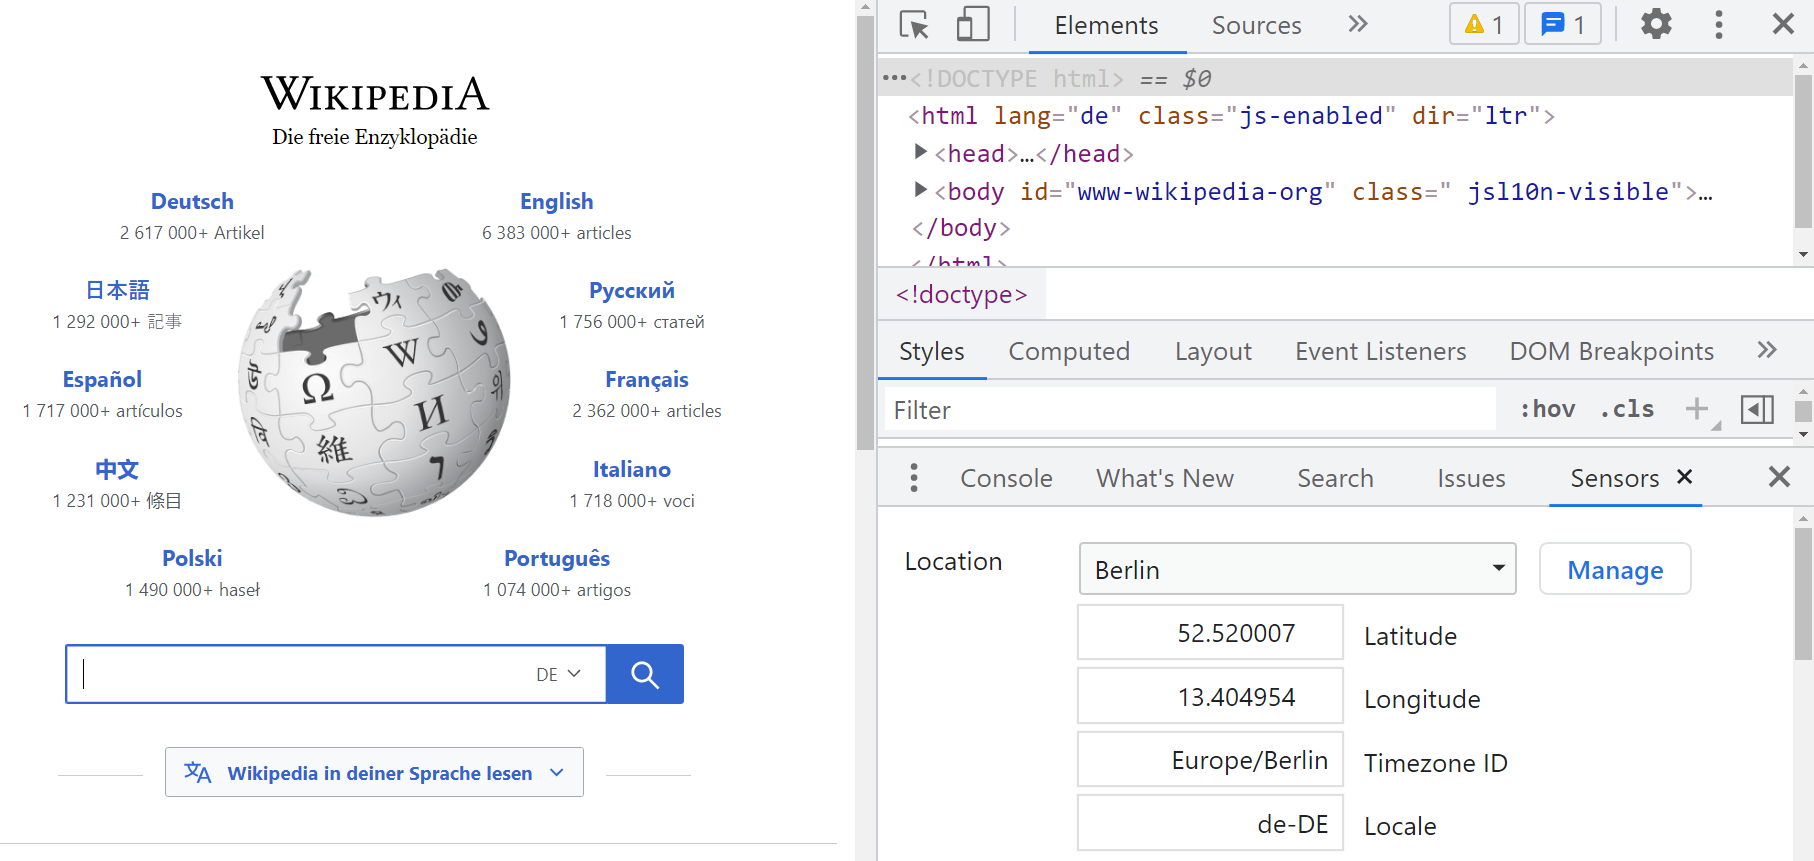 WIKIPEDIA
Die freie Enzyklopädie
Deutsch
2 617 000+ Artikel
English
6 383 000+ articles
日本語
1 292 000+ 記事
Русский
1 756 000+ статей
Español
1 717 000+ artículos
Français
2 362 000+ articles
中文
1 231 000+ 條目
Italiano
1 718 000+ voci
Polski
1 490 000+ haseł
Português
1 074 000+ artigos
Ω
W
И
維
ウィ
7
DE
Wikipedia in deiner Sprache lesen
Elements
Sources
1
1
<!DOCTYPE html> == $0
<html lang="de" class="js-enabled" dir="ltr">
<head>…</head>
<body id="www-wikipedia-org" class=" jsl10n-visible">…
</body>
</html>
<!doctype>
Styles
Computed
Layout
Event Listeners
DOM Breakpoints
Filter
:hov
.cls
Console
What's New
Search
Issues
Sensors
Location
Berlin
Manage
52.520007
Latitude
13.404954
Longitude
Europe/Berlin
Timezone ID
de-DE
Locale